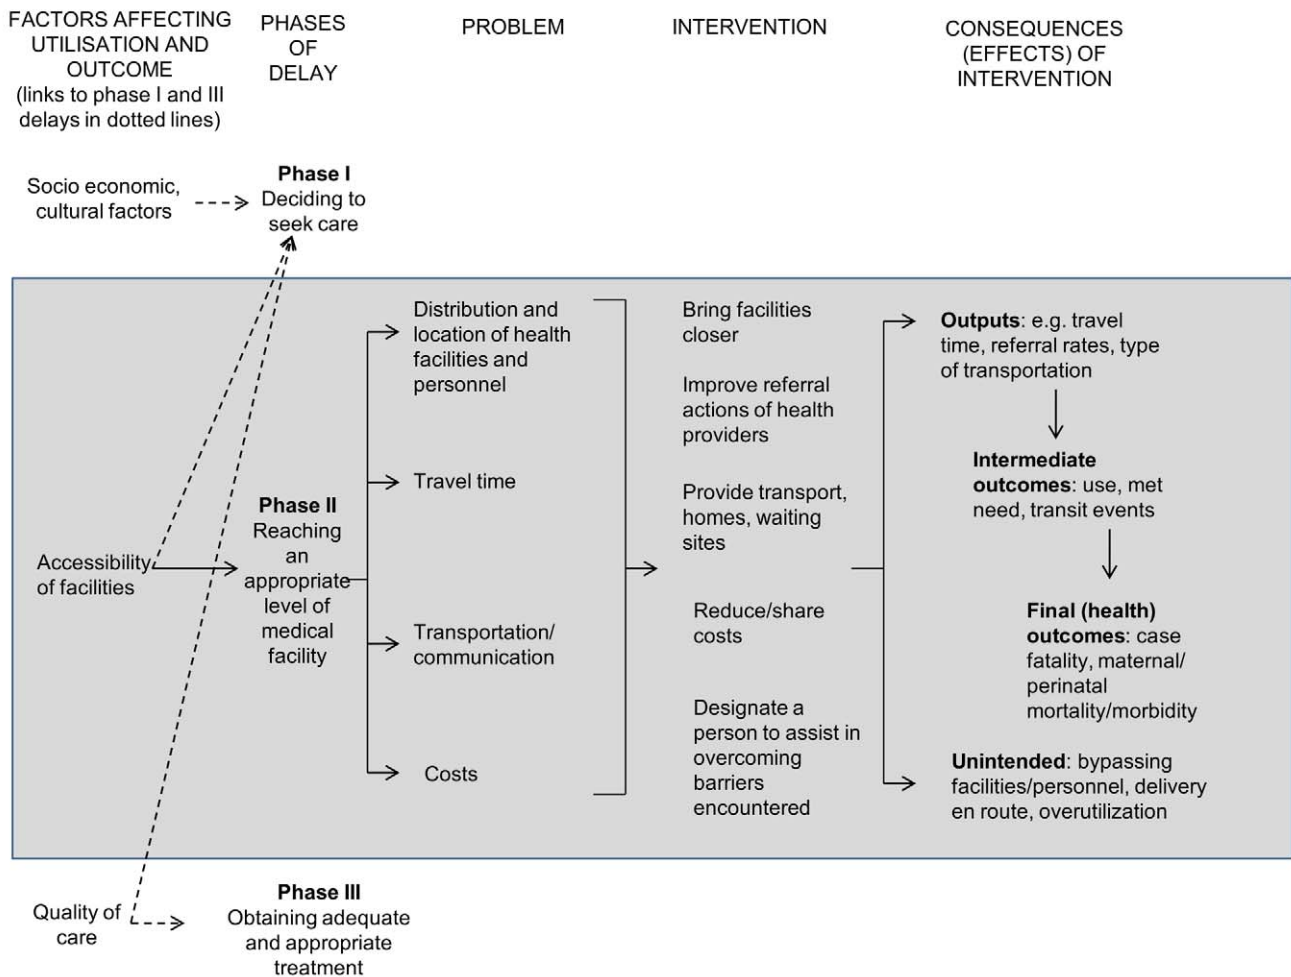 FACTORS AFFECTING
UTILISATION AND
OUTCOME
(links to phase I and III
delays in dotted lines)
PHASES
OF
DELAY
PROBLEM
INTERVENTION
CONSEQUENCES
(EFFECTS) OF
INTERVENTION
Socio economic,
cultural factors
Phase I
Deciding to
seek care
Accessibility
of facilities
Phase II
Reaching
an
appropriate
level of
medical
facility
Distribution and
location of health
facilities and
personnel
Travel time
Transportation/
communication
Costs
Bring facilities
closer
Improve referral
actions of health
providers
Provide transport,
homes, waiting
sites
Reduce/share
costs
Designate a
person to assist in
overcoming
barriers
encountered
Outputs: e.g. travel
time, referral rates, type
of transportation
Intermediate
outcomes: use, met
need, transit events
Final (health)
outcomes: case
fatality, maternal/
perinatal
mortality/morbidity
Unintended: bypassing
facilities/personnel, delivery
en route, overutilization
Quality of
care
Phase III
Obtaining adequate
and appropriate
treatment